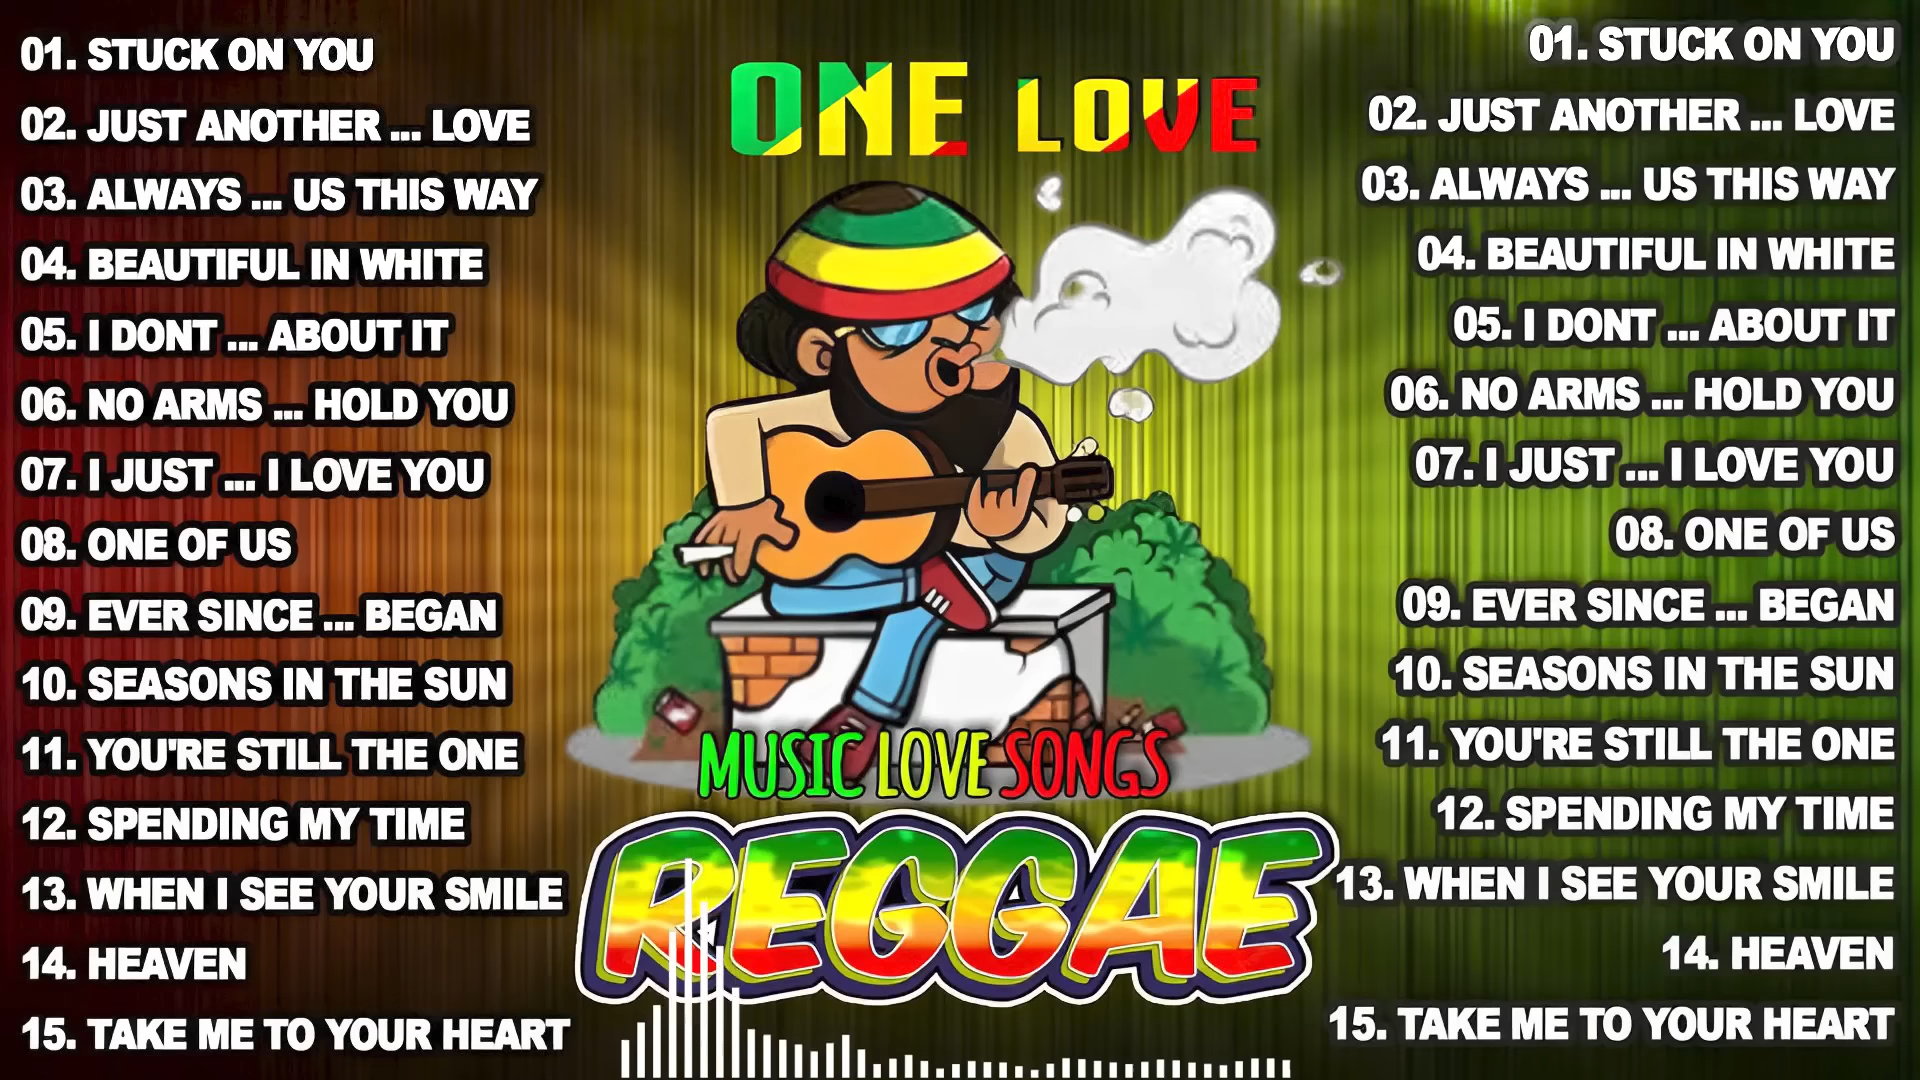 01. STUCK ON YOU
02. JUST ANOTHER ... LOVE
03. ALWAYS ... US THIS WAY
04. BEAUTIFUL IN WHITE
05. I DONT ... ABOUT IT
06. NO ARMS ... HOLD YOU
07. I JUST ... I LOVE YOU
08. ONE OF US
09. EVER SINCE ... BEGAN
10. SEASONS IN THE SUN
11. YOU'RE STILL THE ONE
12. SPENDING MY TIME
13. WHEN I SEE YOUR SMILE
14. HEAVEN
15. TAKE ME TO YOUR HEART
ONE LOVE
MUSIC LOVE SONGS
REGGAE
01. STUCK ON YOU
02. JUST ANOTHER ... LOVE
03. ALWAYS ... US THIS WAY
04. BEAUTIFUL IN WHITE
05. I DONT ... ABOUT IT
06. NO ARMS ... HOLD YOU
07. I JUST ... I LOVE YOU
08. ONE OF US
09. EVER SINCE ... BEGAN
10. SEASONS IN THE SUN
11. YOU'RE STILL THE ONE
12. SPENDING MY TIME
13. WHEN I SEE YOUR SMILE
14. HEAVEN
15. TAKE ME TO YOUR HEART